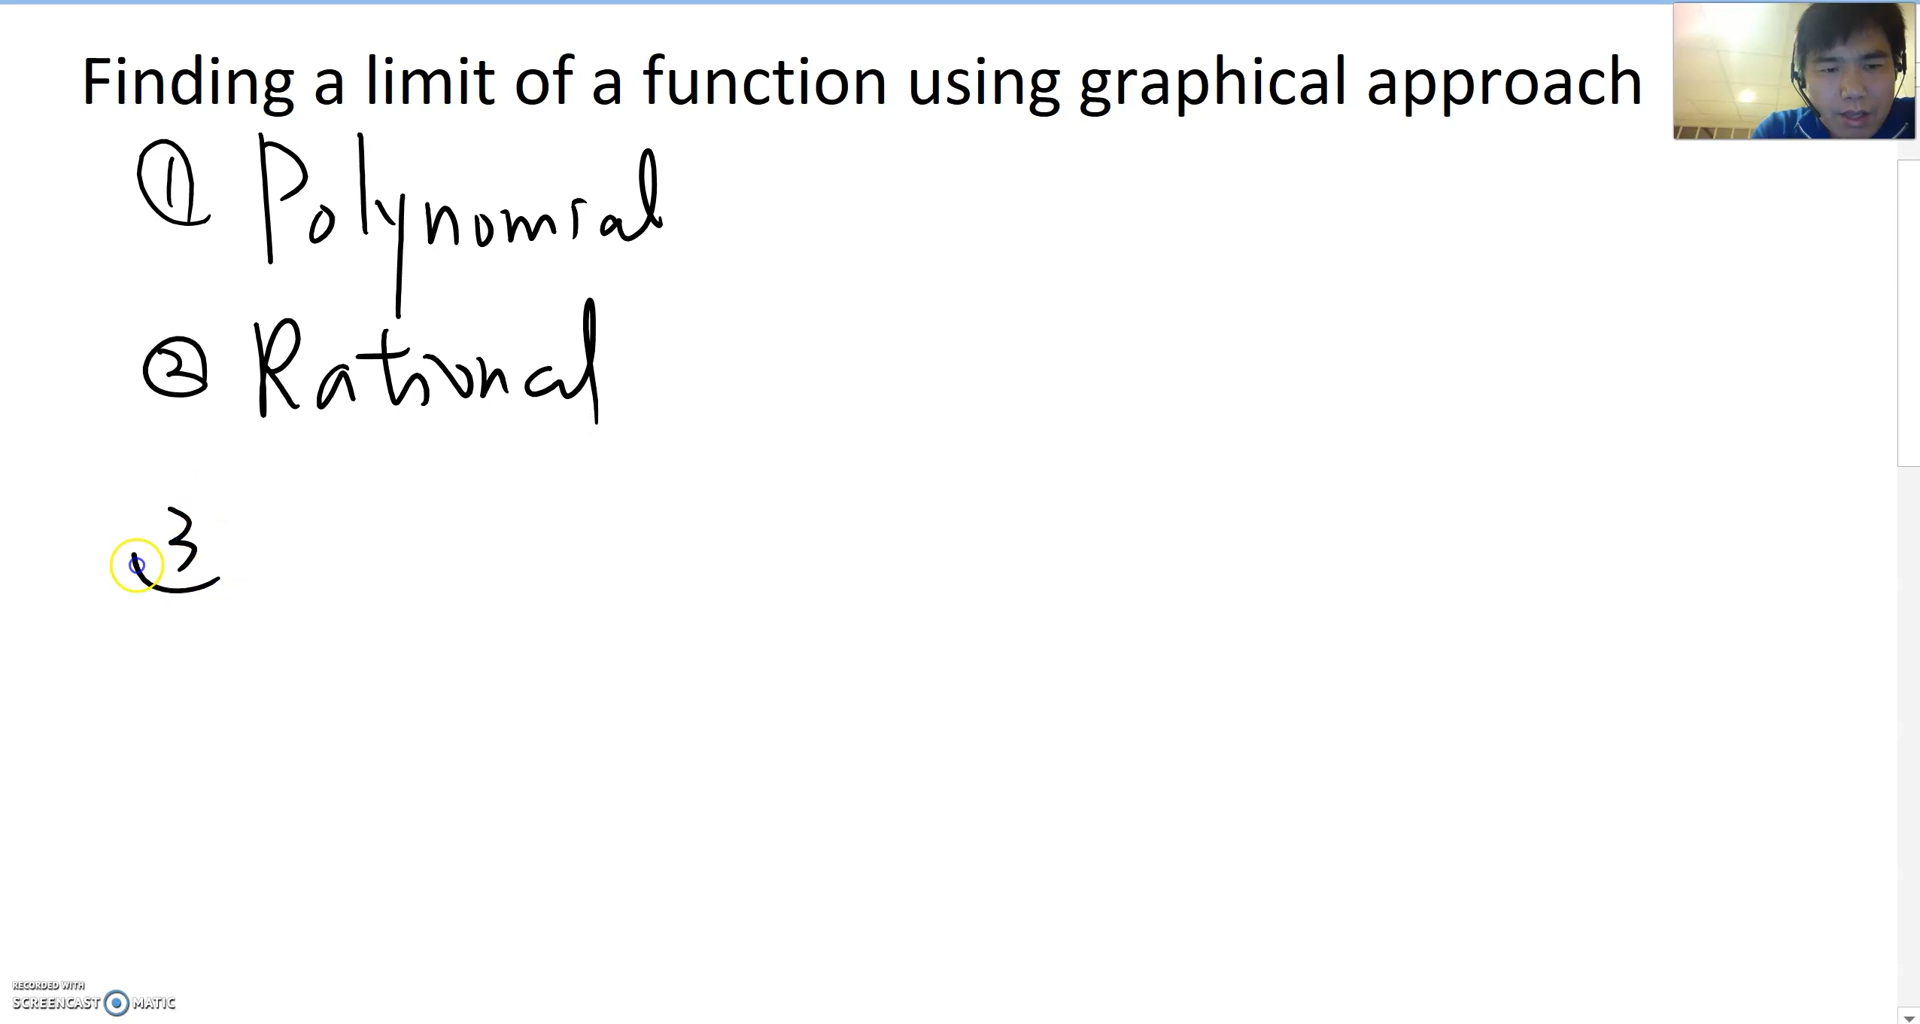 Finding a limit of a function using graphical approach
① Polynomial
② Rational
3
RECORDED WITH
SCREENCAST MATIC